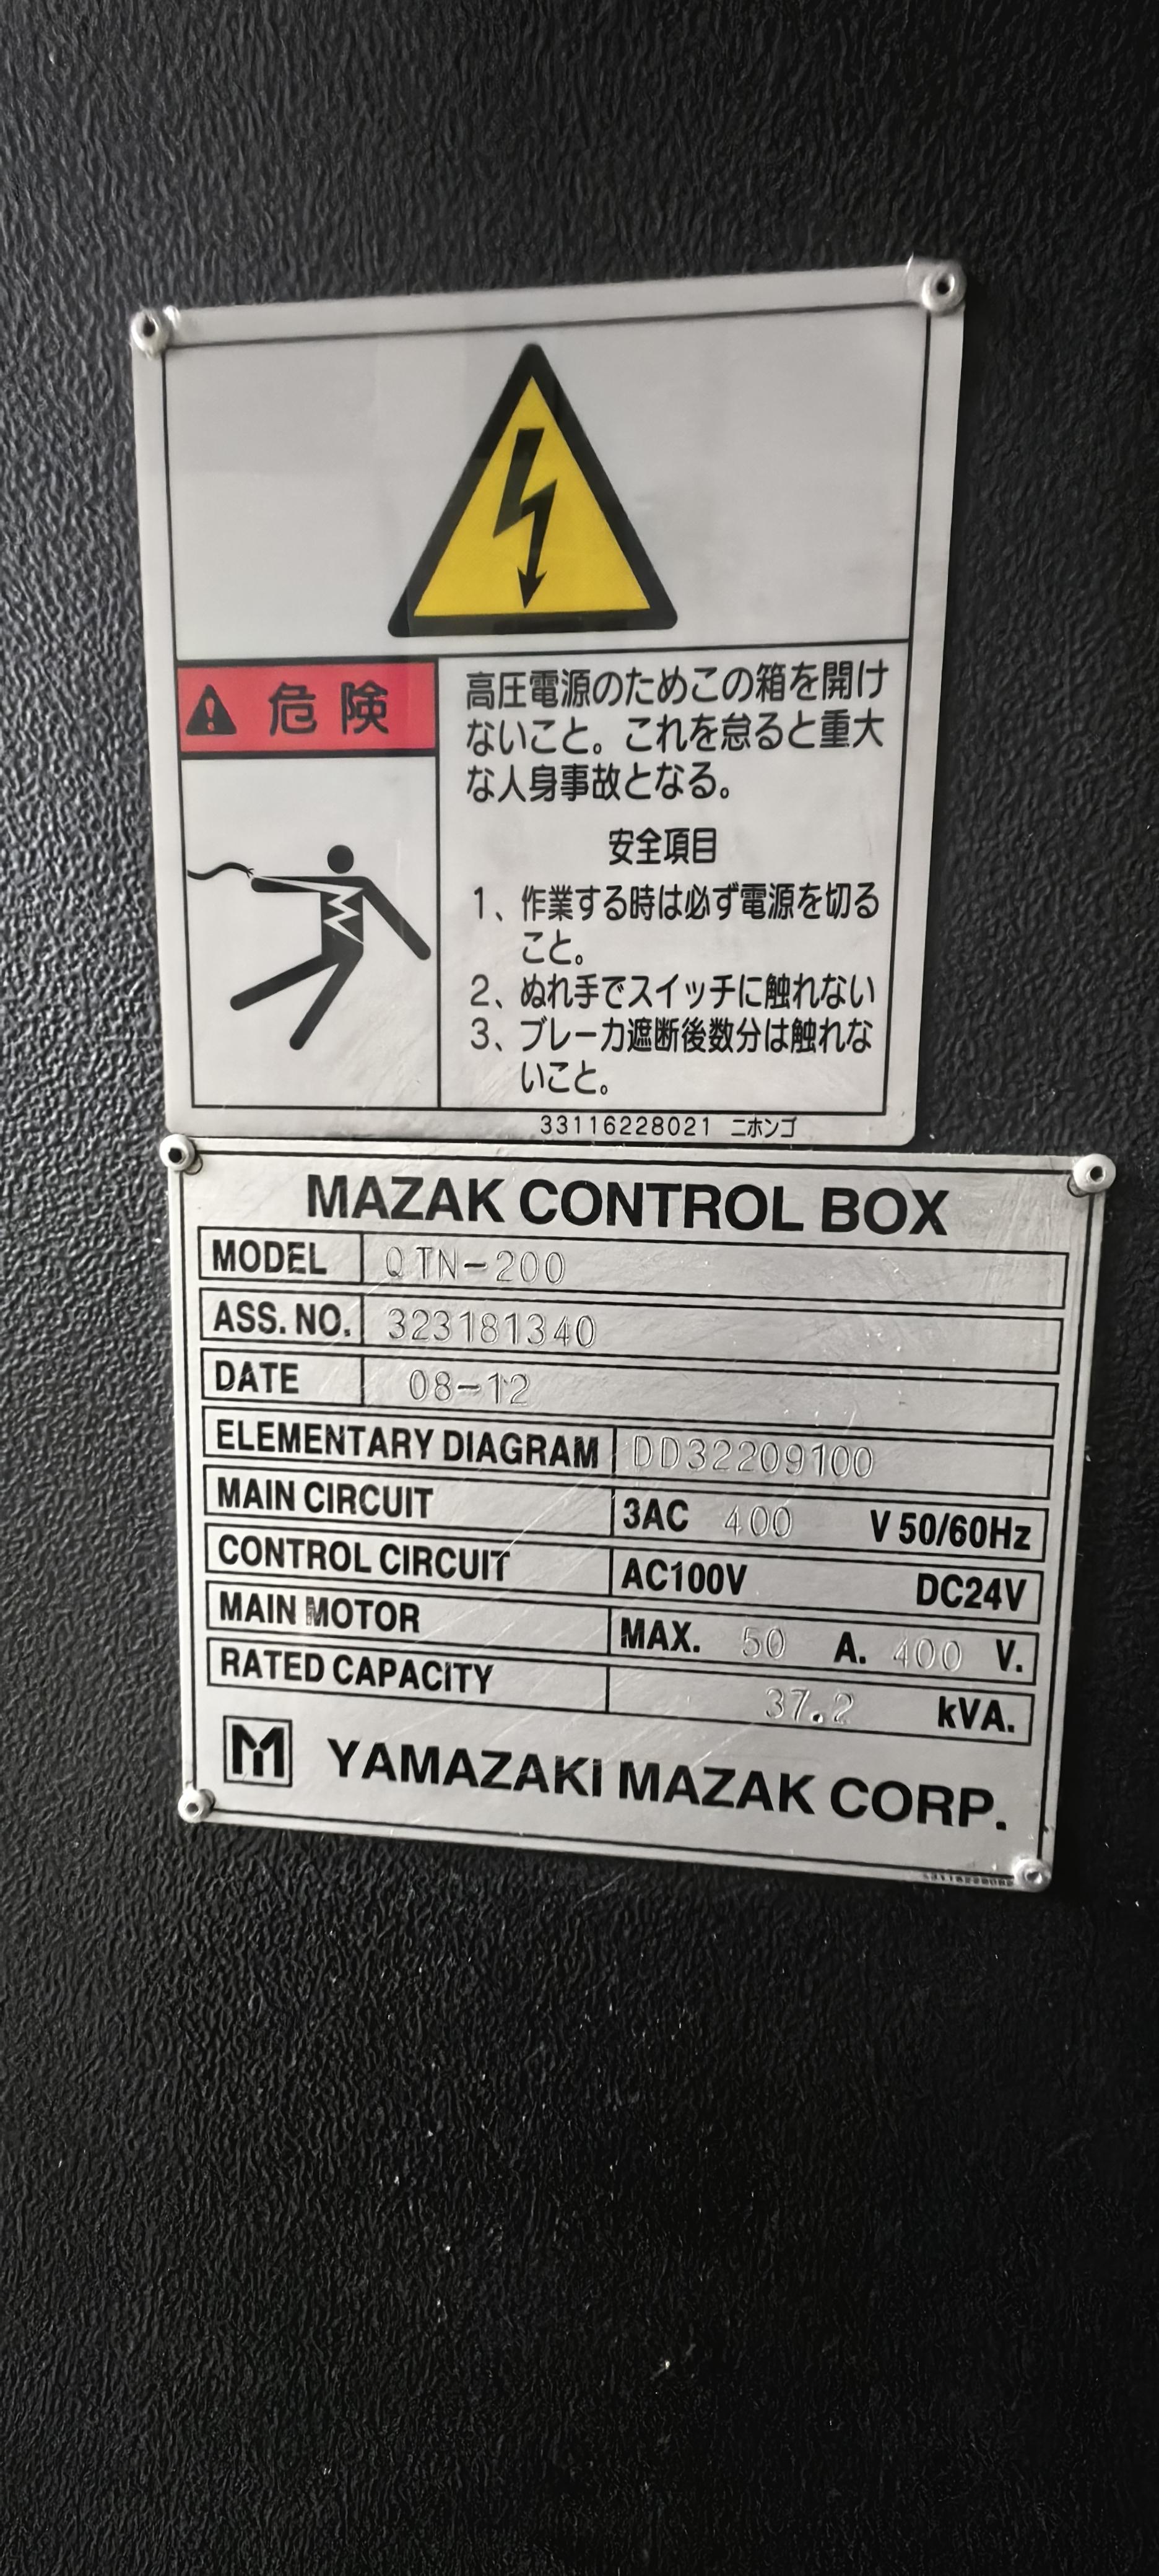 危険
高圧電源のためこの箱を開け
ないこと。これを怠ると重大
な人身事故となる。
安全項目
1、作業する時は必ず電源を切る
こと。
2、ぬれ手でスイッチに触れない
3、ブレーカ遮断後数分は触れな
いこと。
33116228021 ニホンゴ
MAZAK CONTROL BOX
MODEL QTN-200
ASS. NO. 323181340
DATE 08-12
ELEMENTARY DIAGRAM DD32209100
MAIN CIRCUIT 3AC 400 V 50/60Hz
CONTROL CIRCUIT AC100V DC24V
MAIN MOTOR MAX. 50 A. 400 V.
RATED CAPACITY 37.2 kVA.
YAMAZAKI MAZAK CORP.